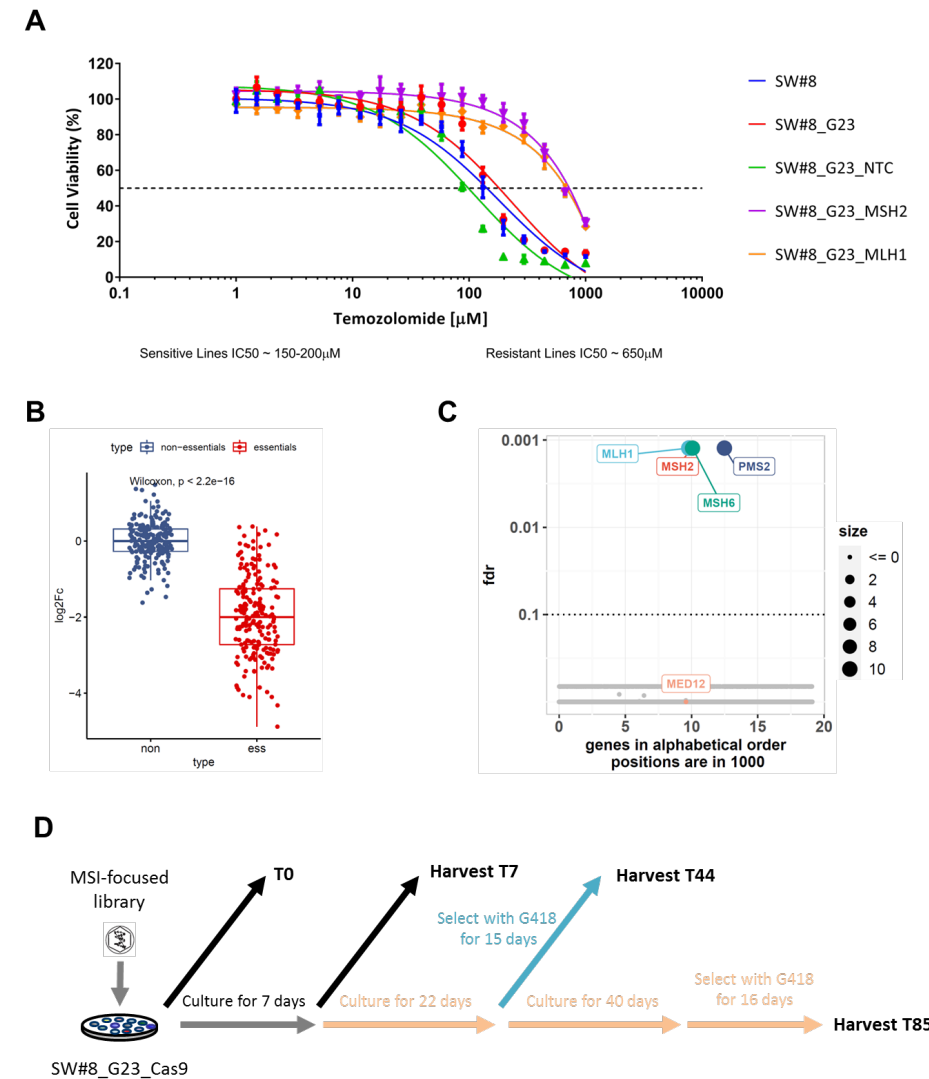 A
120
100
80
60
40
20
0
Cell Viability (%)
0.1
1
10
100
1000
10000
Temozolomide [μM]
SW#8
SW#8_G23
SW#8_G23_NTC
SW#8_G23_MSH2
SW#8_G23_MLH1
Sensitive Lines IC50 ~ 150-200μM
Resistant Lines IC50 ~ 650μM
B
type non-essentials essentials
Wilcoxon, p < 2.2e−16
0
−2
−4
log2Fc
non
ess
type
C
0.001
0.01
0.1
fdr
MLH1
MSH2
PMS2
MSH6
MED12
0
5
10
15
20
genes in alphabetical order
positions are in 1000
size
<= 0
2
4
6
8
10
D
MSI-focused
library
T0
Harvest T7
Harvest T44
Select with G418
for 15 days
Culture for 7 days
Culture for 22 days
Culture for 40 days
Select with G418
for 16 days
Harvest T85
SW#8_G23_Cas9